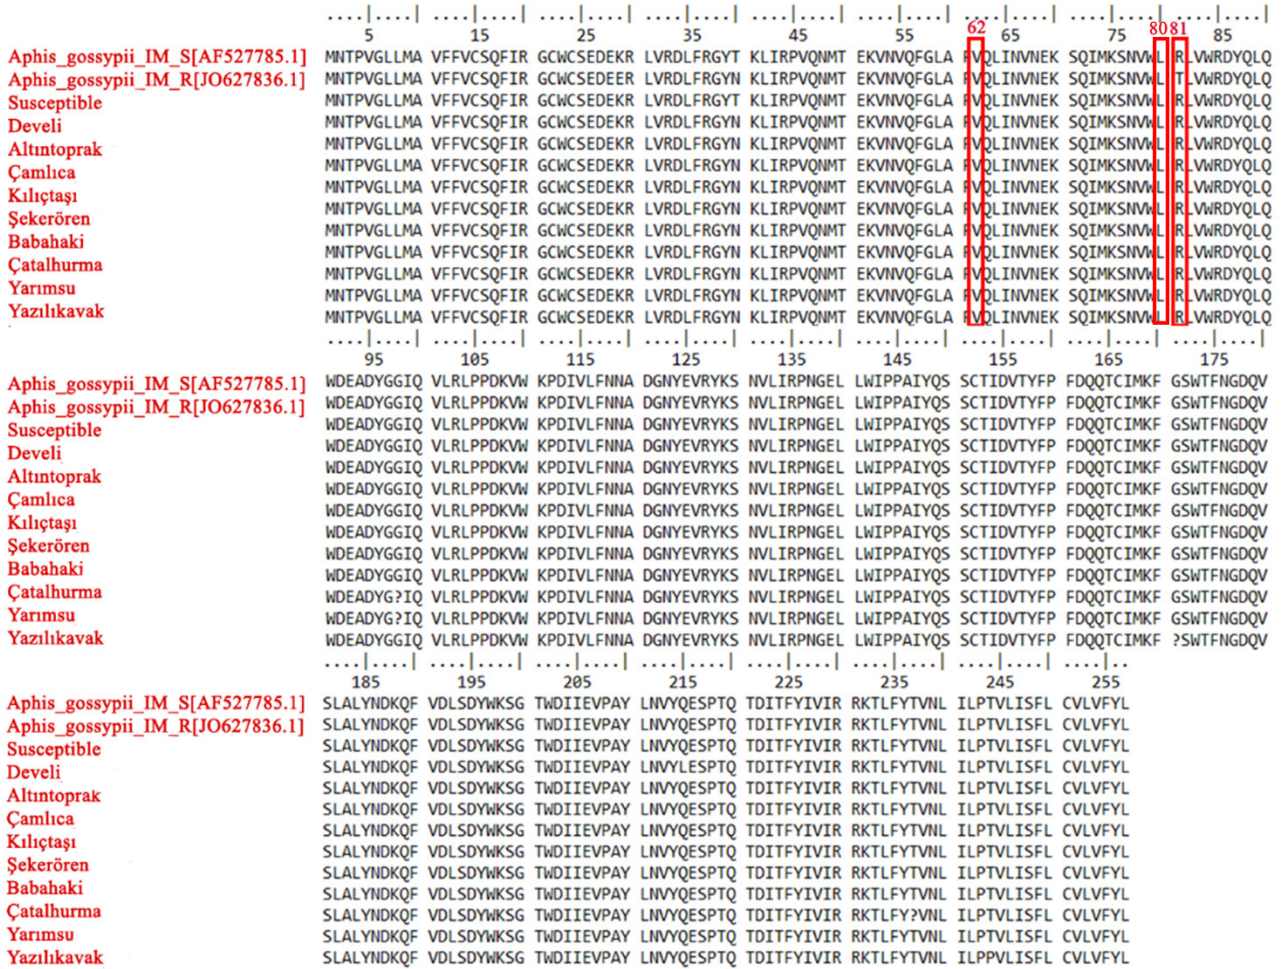 ....|....| ....|....| ....|....| ....|....| ....|....| ....|....| ....|....| ....|....| ....|....|
5 15 25 35 45 55 62 65 75 80 81 85
Aphis_gossypii_IM_S[AF527785.1] MNTPVGLLMA VFFVCSQFIR GCWCSEDEKR LVRDLFRGYT KLIRPVQNMT EKVNVQFGLA FVQLINVNEK SQIMKSNVWL RLVWRDYQLQ
Aphis_gossypii_IM_R[JO627836.1] MNTPVGLLMA VFFVCSQFIR GCWCSEDEER LVRDLFRGYN KLIRPVQNMT EKVNVQFGLA FVQLINVNEK SQIMKSNVWL TLVWRDYQLQ
Susceptible MNTPVGLLMA VFFVCSQFIR GCWCSEDEKR LVRDLFRGYT KLIRPVQNMT EKVNVQFGLA FVQLINVNEK SQIMKSNVWL RLVWRDYQLQ
Develi MNTPVGLLMA VFFVCSQFIR GCWCSEDEKR LVRDLFRGYN KLIRPVQNMT EKVNVQFGLA FVQLINVNEK SQIMKSNVWL RLVWRDYQLQ
Altıntoprak MNTPVGLLMA VFFVCSQFIR GCWCSEDEKR LVRDLFRGYN KLIRPVQNMT EKVNVQFGLA FVQLINVNEK SQIMKSNVWL RLVWRDYQLQ
Çamlıca MNTPVGLLMA VFFVCSQFIR GCWCSEDEKR LVRDLFRGYN KLIRPVQNMT EKVNVQFGLA FVQLINVNEK SQIMKSNVWL RLVWRDYQLQ
Kılıçtaşı MNTPVGLLMA VFFVCSQFIR GCWCSEDEKR LVRDLFRGYN KLIRPVQNMT EKVNVQFGLA FVQLINVNEK SQIMKSNVWL RLVWRDYQLQ
Şekerören MNTPVGLLMA VFFVCSQFIR GCWCSEDEKR LVRDLFRGYN KLIRPVQNMT EKVNVQFGLA FVQLINVNEK SQIMKSNVWL RLVWRDYQLQ
Babahaki MNTPVGLLMA VFFVCSQFIR GCWCSEDEKR LVRDLFRGYN KLIRPVQNMT EKVNVQFGLA FVQLINVNEK SQIMKSNVWL RLVWRDYQLQ
Çatalhurma MNTPVGLLMA VFFVCSQFIR GCWCSEDEKR LVRDLFRGYN KLIRPVQNMT EKVNVQFGLA FVQLINVNEK SQIMKSNVWL RLVWRDYQLQ
Yarımsu MNTPVGLLMA VFFVCSQFIR GCWCSEDEKR LVRDLFRGYN KLIRPVQNMT EKVNVQFGLA FVQLINVNEK SQIMKSNVWL RLVWRDYQLQ
Yazılıkavak MNTPVGLLMA VFFVCSQFIR GCWCSEDEKR LVRDLFRGYN KLIRPVQNMT EKVNVQFGLA FVQLINVNEK SQIMKSNVWL RLVWRDYQLQ
....|....| ....|....| ....|....| ....|....| ....|....| ....|....| ....|....| ....|....| ....|....|
95 105 115 125 135 145 155 165 175
Aphis_gossypii_IM_S[AF527785.1] WDEADYGGIQ VLRLPPDKVW KPDIVLFNNA DGNYEVRYKS NVLIRPNGEL LWIPPAIYQS SCTIDVTYFP FDQQTCIMKF GSWTFNGDQV
Aphis_gossypii_IM_R[JO627836.1] WDEADYGGIQ VLRLPPDKVW KPDIVLFNNA DGNYEVRYKS NVLIRPNGEL LWIPPAIYQS SCTIDVTYFP FDQQTCIMKF GSWTFNGDQV
Susceptible WDEADYGGIQ VLRLPPDKVW KPDIVLFNNA DGNYEVRYKS NVLIRPNGEL LWIPPAIYQS SCTIDVTYFP FDQQTCIMKF GSWTFNGDQV
Develi WDEADYGGIQ VLRLPPDKVW KPDIVLFNNA DGNYEVRYKS NVLIRPNGEL LWIPPAIYQS SCTIDVTYFP FDQQTCIMKF GSWTFNGDQV
Altıntoprak WDEADYGGIQ VLRLPPDKVW KPDIVLFNNA DGNYEVRYKS NVLIRPNGEL LWIPPAIYQS SCTIDVTYFP FDQQTCIMKF GSWTFNGDQV
Çamlıca WDEADYGGIQ VLRLPPDKVW KPDIVLFNNA DGNYEVRYKS NVLIRPNGEL LWIPPAIYQS SCTIDVTYFP FDQQTCIMKF GSWTFNGDQV
Kılıçtaşı WDEADYGGIQ VLRLPPDKVW KPDIVLFNNA DGNYEVRYKS NVLIRPNGEL LWIPPAIYQS SCTIDVTYFP FDQQTCIMKF GSWTFNGDQV
Şekerören WDEADYGGIQ VLRLPPDKVW KPDIVLFNNA DGNYEVRYKS NVLIRPNGEL LWIPPAIYQS SCTIDVTYFP FDQQTCIMKF GSWTFNGDQV
Babahaki WDEADYGGIQ VLRLPPDKVW KPDIVLFNNA DGNYEVRYKS NVLIRPNGEL LWIPPAIYQS SCTIDVTYFP FDQQTCIMKF GSWTFNGDQV
Çatalhurma WDEADYG?IQ VLRLPPDKVW KPDIVLFNNA DGNYEVRYKS NVLIRPNGEL LWIPPAIYQS SCTIDVTYFP FDQQTCIMKF GSWTFNGDQV
Yarımsu WDEADYG?IQ VLRLPPDKVW KPDIVLFNNA DGNYEVRYKS NVLIRPNGEL LWIPPAIYQS SCTIDVTYFP FDQQTCIMKF GSWTFNGDQV
Yazılıkavak WDEADYGGIQ VLRLPPDKVW KPDIVLFNNA DGNYEVRYKS NVLIRPNGEL LWIPPAIYQS SCTIDVTYFP FDQQTCIMKF ?SWTFNGDQV
....|....| ....|....| ....|....| ....|....| ....|....| ....|....| ....|....| ....|..
185 195 205 215 225 235 245 255
Aphis_gossypii_IM_S[AF527785.1] SLALYNDKQF VDLSDYWKSG TWDIIEVPAY LNVYQESPTQ TDITFYIVIR RKTLFYTVNL ILPTVLISFL CVLVFYL
Aphis_gossypii_IM_R[JO627836.1] SLALYNDKQF VDLSDYWKSG TWDIIEVPAY LNVYQESPTQ TDITFYIVIR RKTLFYTVNL ILPTVLISFL CVLVFYL
Susceptible SLALYNDKQF VDLSDYWKSG TWDIIEVPAY LNVYQESPTQ TDITFYIVIR RKTLFYTVNL ILPTVLISFL CVLVFYL
Develi SLALYNDKQF VDLSDYWKSG TWDIIEVPAY LNVYLESPTQ TDITFYIVIR RKTLFYTVNL ILPTVLISFL CVLVFYL
Altıntoprak SLALYNDKQF VDLSDYWKSG TWDIIEVPAY LNVYQESPTQ TDITFYIVIR RKTLFYTVNL ILPTVLISFL CVLVFYL
Çamlıca SLALYNDKQF VDLSDYWKSG TWDIIEVPAY LNVYQESPTQ TDITFYIVIR RKTLFYTVNL ILPTVLISFL CVLVFYL
Kılıçtaşı SLALYNDKQF VDLSDYWKSG TWDIIEVPAY LNVYQESPTQ TDITFYIVIR RKTLFYTVNL ILPTVLISFL CVLVFYL
Şekerören SLALYNDKQF VDLSDYWKSG TWDIIEVPAY LNVYQESPTQ TDITFYIVIR RKTLFYTVNL ILPTVLISFL CVLVFYL
Babahaki SLALYNDKQF VDLSDYWKSG TWDIIEVPAY LNVYQESPTQ TDITFYIVIR RKTLFYTVNL ILPTVLISFL CVLVFYL
Çatalhurma SLALYNDKQF VDLSDYWKSG TWDIIEVPAY LNVYQESPTQ TDITFYIVIR RKTLFY?VNL ILPTVLISFL CVLVFYL
Yarımsu SLALYNDKQF VDLSDYWKSG TWDIIEVPAY LNVYQESPTQ TDITFYIVIR RKTLFYTVNL ILPTVLISFL CVLVFYL
Yazılıkavak SLALYNDKQF VDLSDYWKSG TWDIIEVPAY LNVYQESPTQ TDITFYIVIR RKTLFYTVNL ILPPVLISFL CVLVFYL